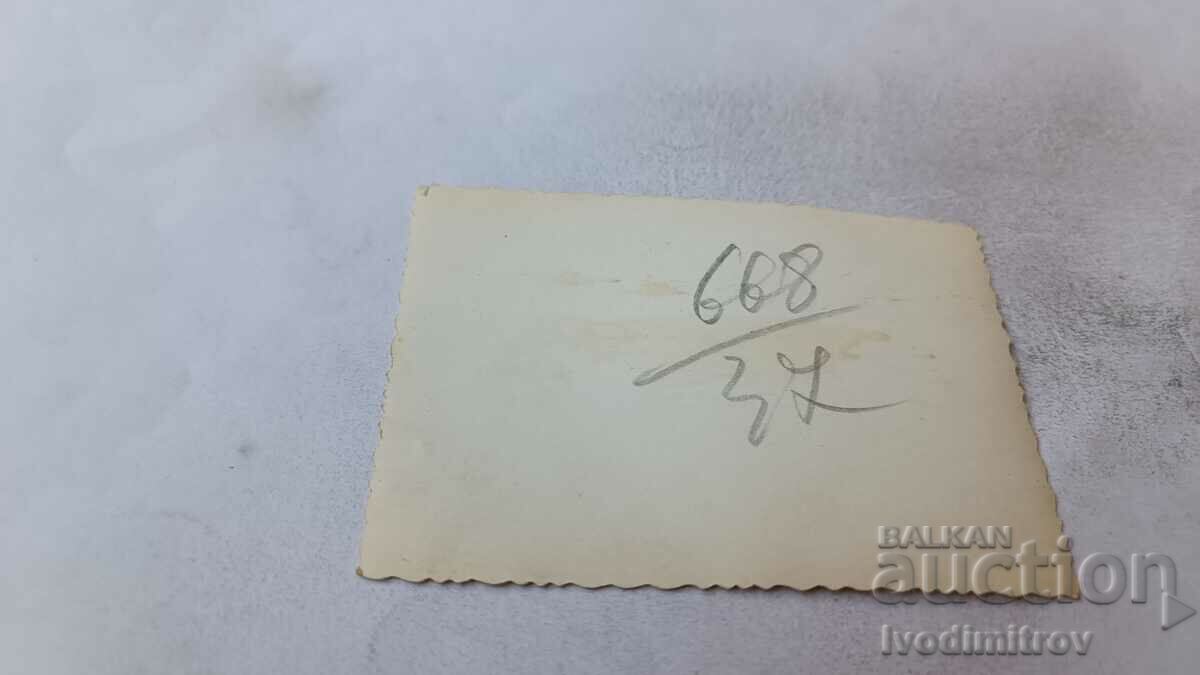 668
BALKAN
auction
Ivodimitrov